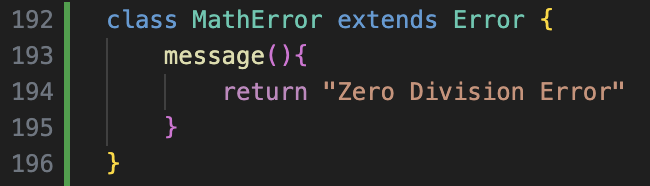 192 class MathError extends Error {
193 message(){
194 return "Zero Division Error"
195 }
196 }